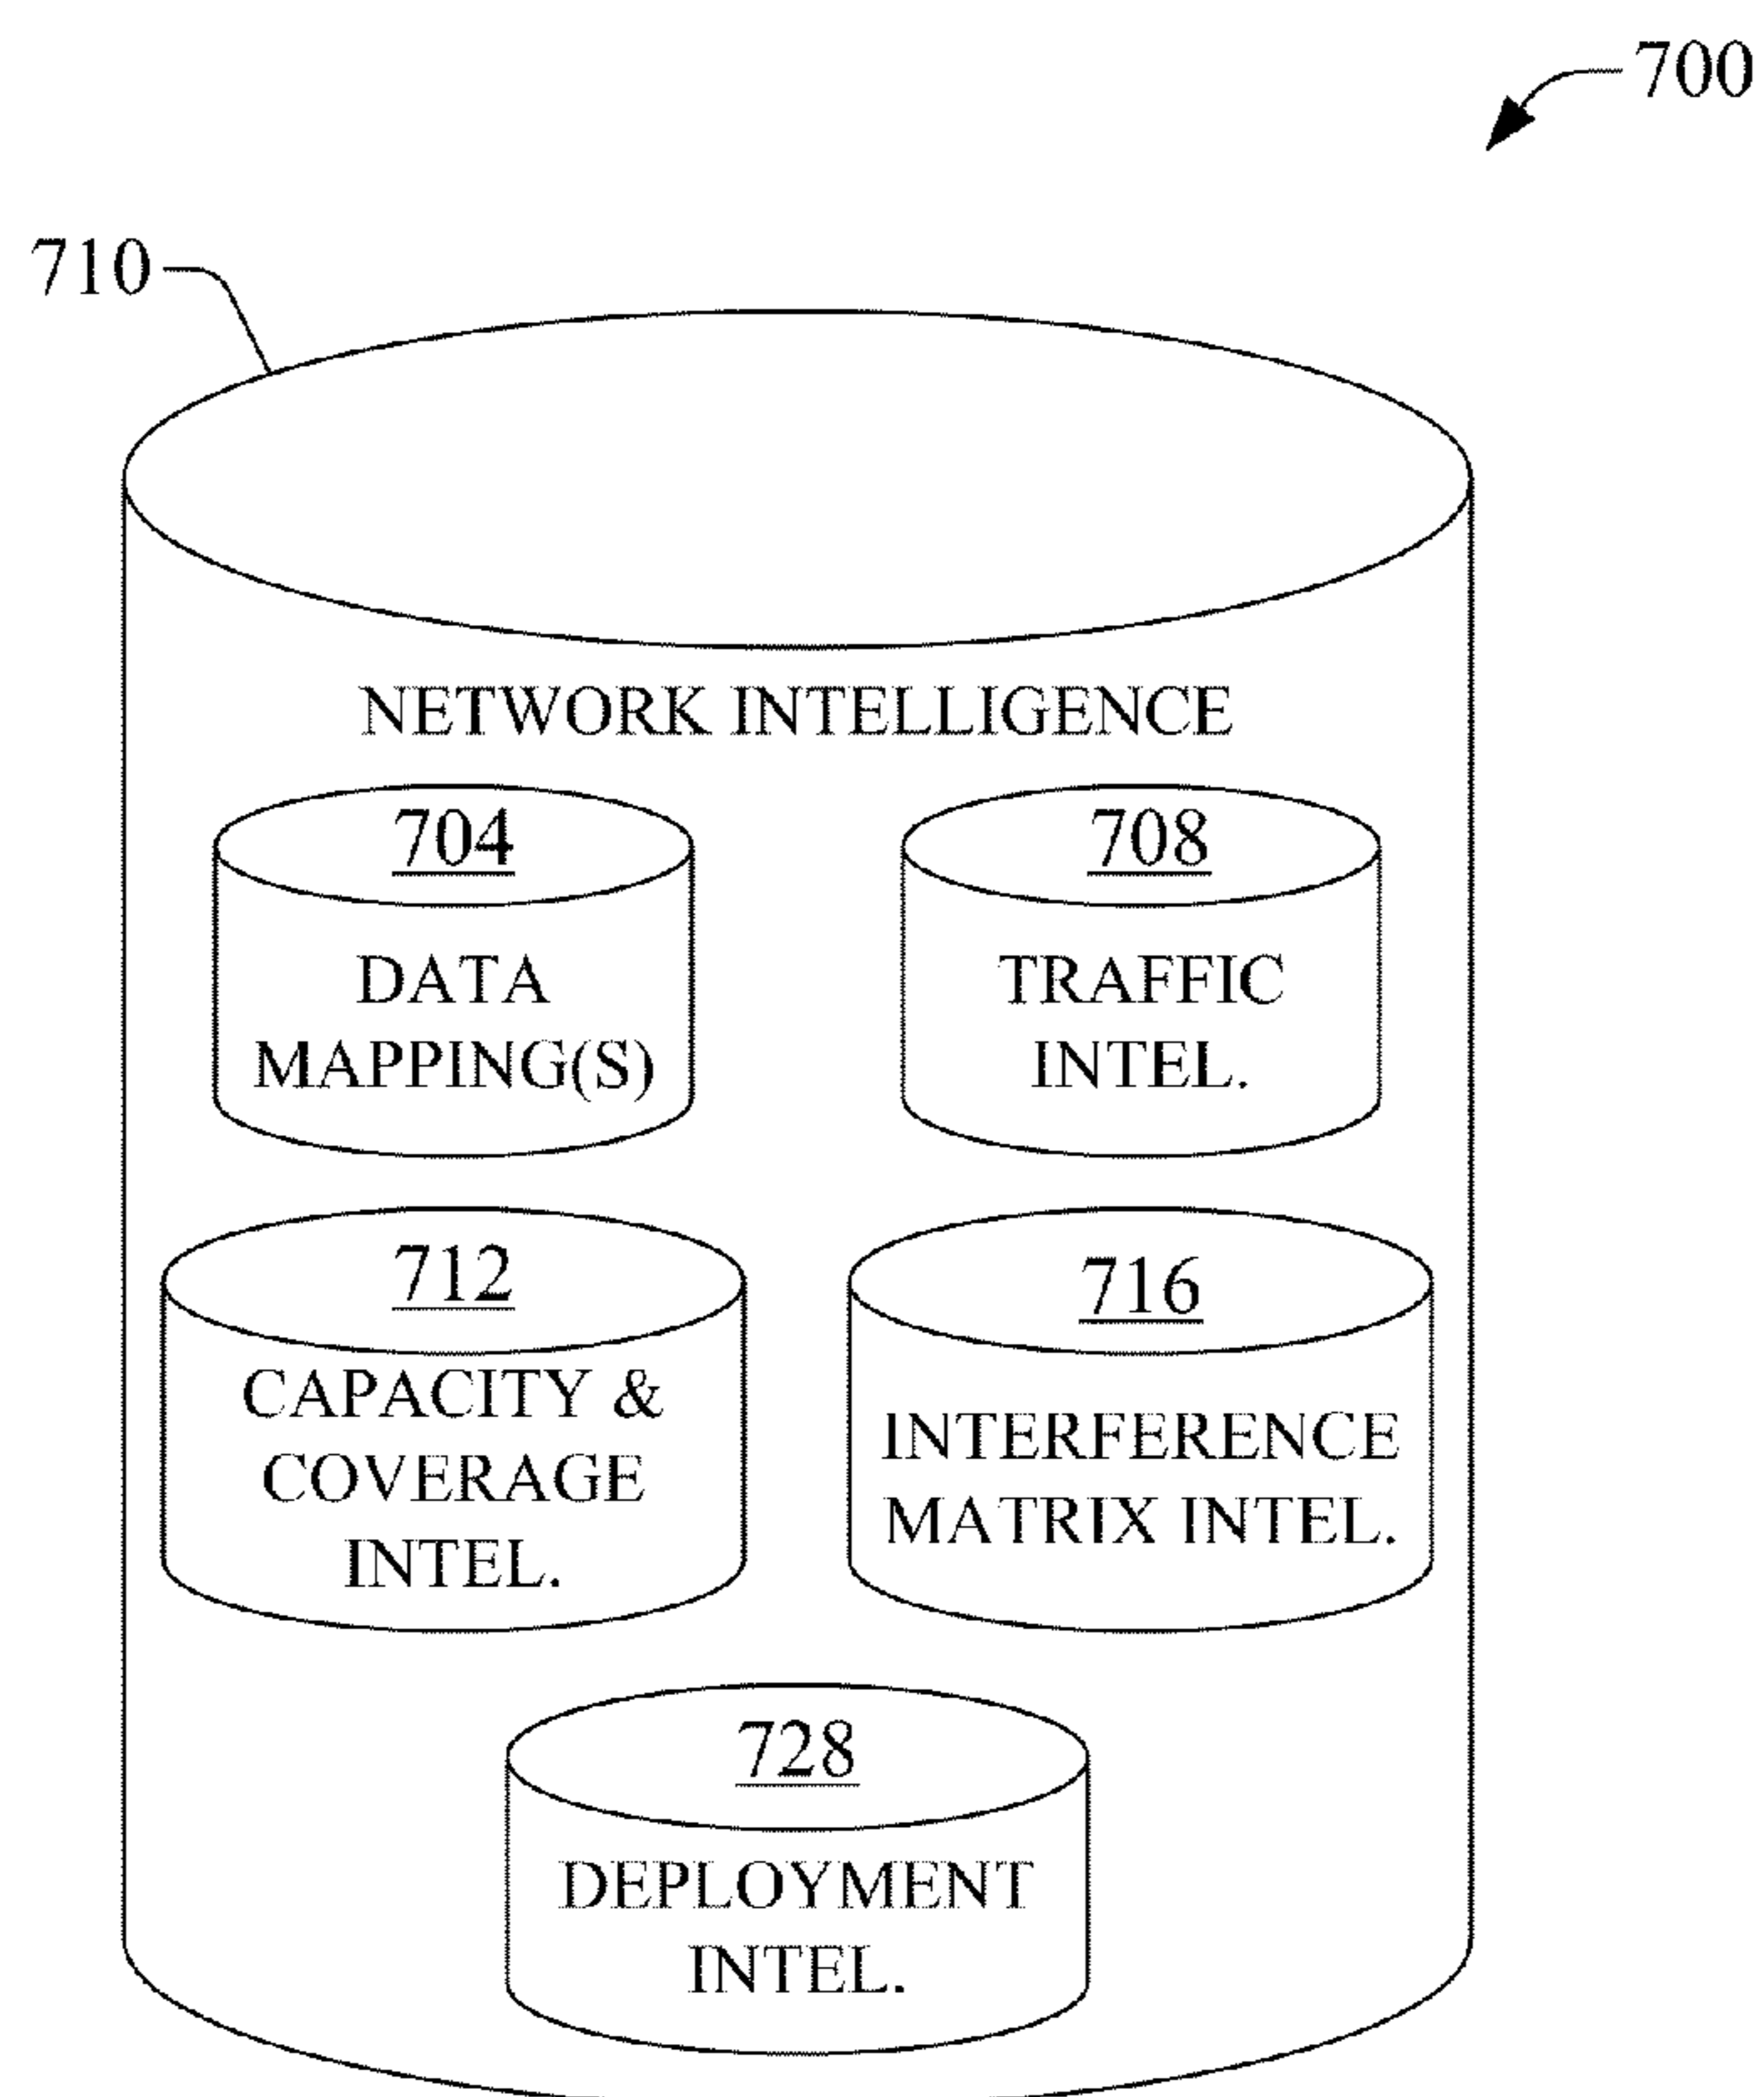 700
710
NETWORK INTELLIGENCE
704
DATA
MAPPING(S)
708
TRAFFIC
INTEL.
712
CAPACITY &
COVERAGE
INTEL.
716
INTERFERENCE
MATRIX INTEL.
728
DEPLOYMENT
INTEL.